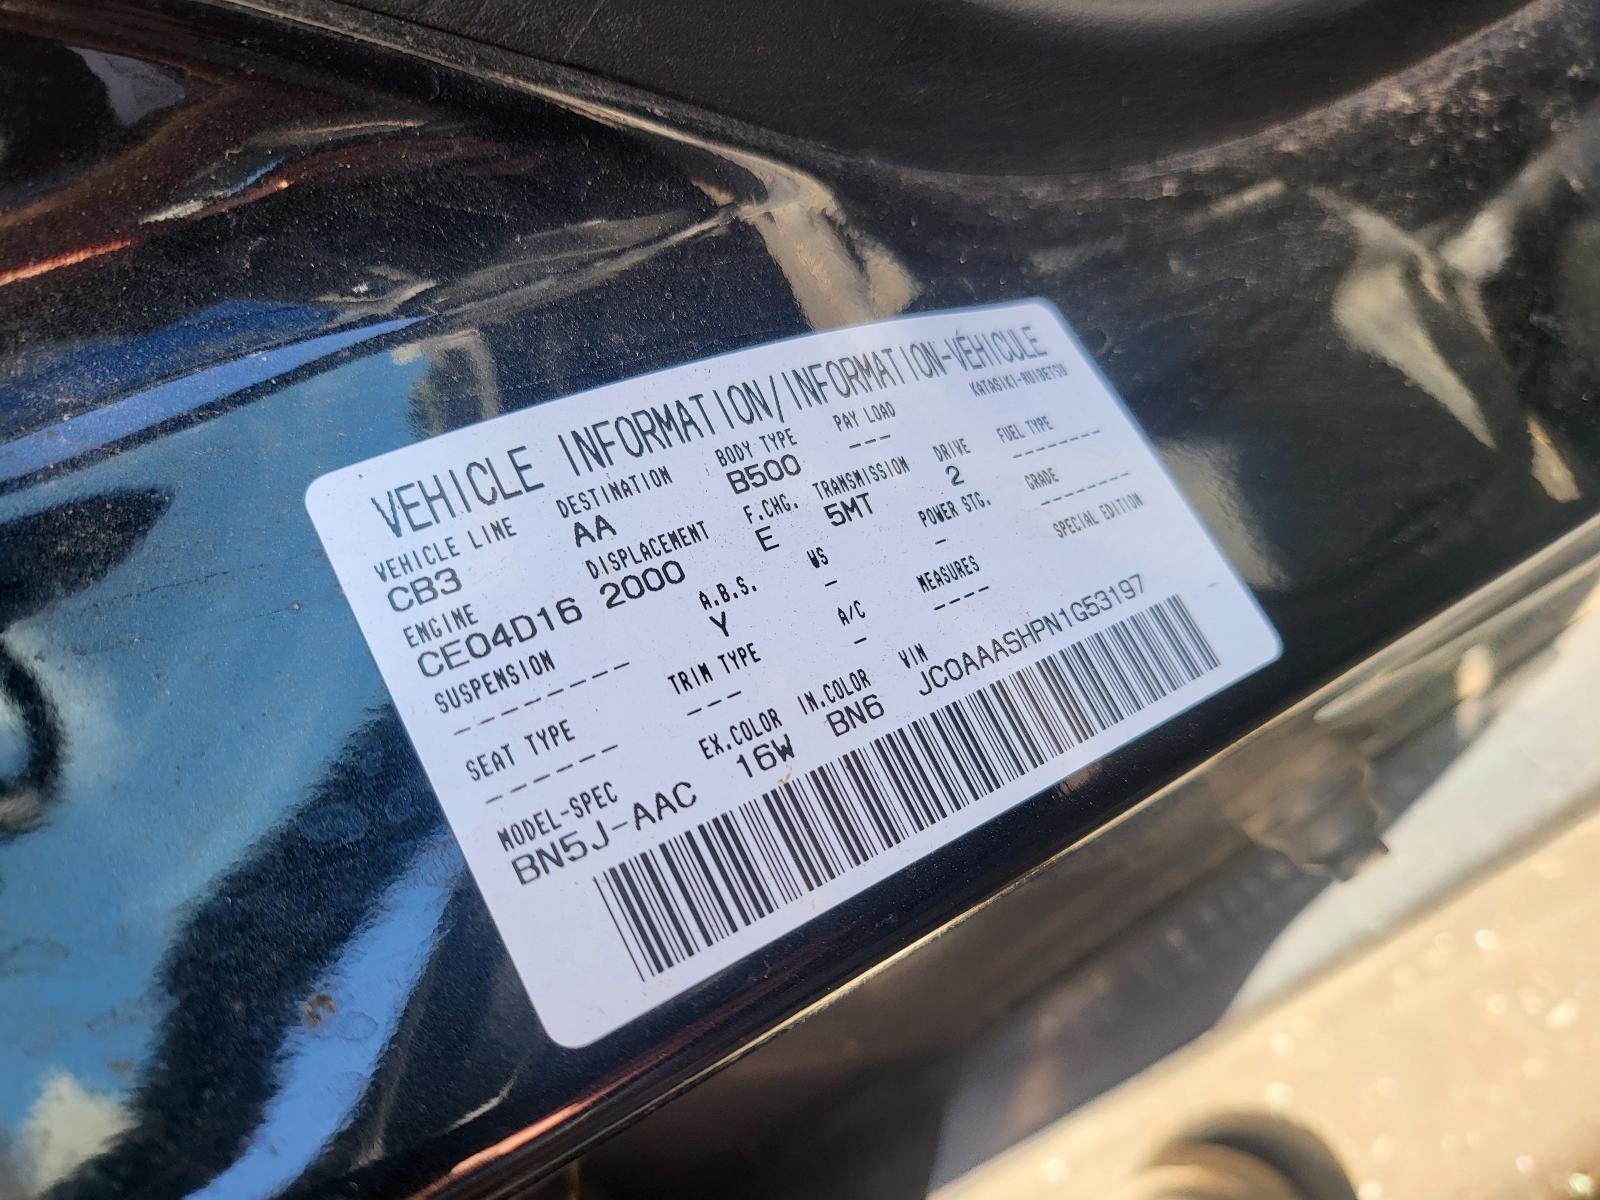 VEHICLE INFORMATION/INFORMATION-VÉHICULE
KATASIKI-RUIBETSU
VEHICLE LINE DESTINATION BODY TYPE PAY LOAD
CB3 AA B500 ---
ENGINE DISPLACEMENT F.CHG. TRANSMISSION DRIVE FUEL TYPE
CE04D16 2000 E 5MT 2 --------
SUSPENSION A.B.S. WS POWER STG. GRADE
--------- Y - - --------
SEAT TYPE TRIM TYPE A/C MEASURES SPECIAL EDITION
------- --- - ----
MODEL-SPEC EX.COLOR IN.COLOR VIN
BN5J-AAC 16W BN6 JC0AAASHPN1G53197